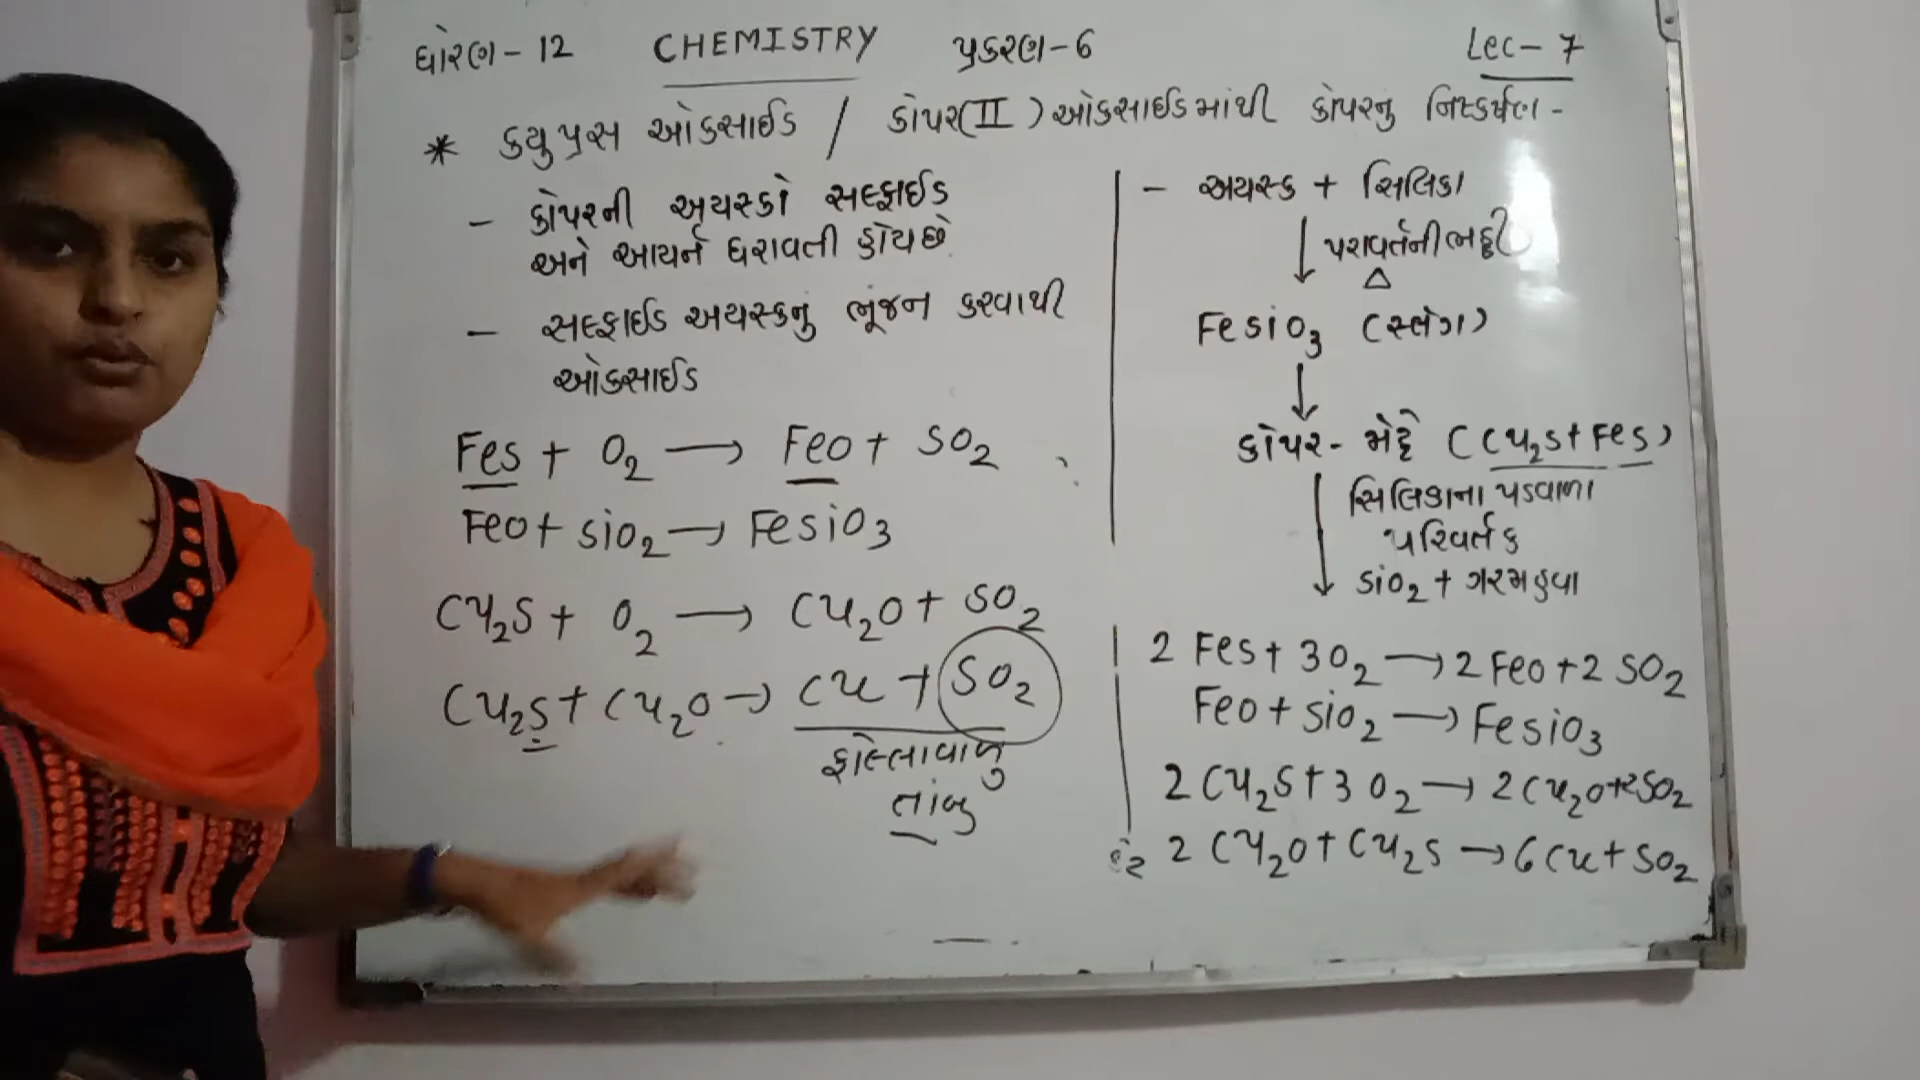 ધોરણ - 12 CHEMISTRY પ્રકરણ - 6 Lec - 7
* ક્યુપ્રસ ઓક્સાઈડ / કોપર(II) ઓક્સાઈડમાંથી કોપરનું નિષ્કર્ષણ -
- કોપરની અયસ્કો સલ્ફાઈડ
અને આયર્ન ધરાવતી હોય છે.
- સલ્ફાઈડ અયસ્કનું ભૂંજન કરવાથી
ઓક્સાઈડ
Fes + O2 → Feo + SO2
Feo + sio2 → Fesio3
Cu2S + O2 → Cu2O + SO2
Cu2S + Cu2O → Cu + SO2
ફોલ્લાવાળુ
તાંબુ
- અયસ્ક + સિલિકા
↓ પરાવર્તની ભઠ્ઠી
△
Fesio3 (સ્લેગ)
↓
કોપર - મેટ્ટે (Cu2S + Fes)
સિલિકાના પડવાળા
પરિવર્તક
↓ sio2 + ગરમ હવા
2 Fes + 3O2 → 2 Feo + 2 SO2
Feo + sio2 → Fesio3
2 Cu2S + 3 O2 → 2 Cu2O + 2SO2
2 Cu2O + Cu2S → 6 Cu + SO2